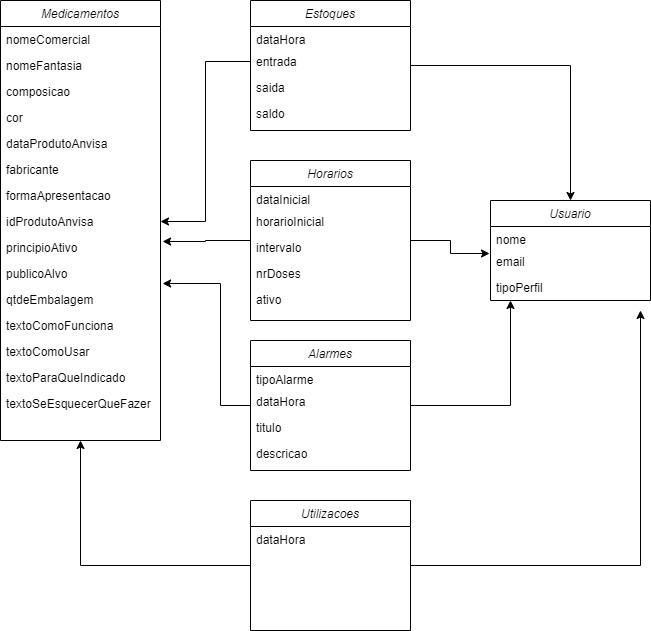 Medicamentos
nomeComercial
nomeFantasia
composicao
cor
dataProdutoAnvisa
fabricante
formaApresentacao
idProdutoAnvisa
principioAtivo
publicoAlvo
qtdeEmbalagem
textoComoFunciona
textoComoUsar
textoParaQueIndicado
textoSeEsquecerQueFazer
Estoques
dataHora
entrada
saida
saldo
Horarios
dataInicial
horarioInicial
intervalo
nrDoses
ativo
Alarmes
tipoAlarme
dataHora
titulo
descricao
Utilizacoes
dataHora
Usuario
nome
email
tipoPerfil